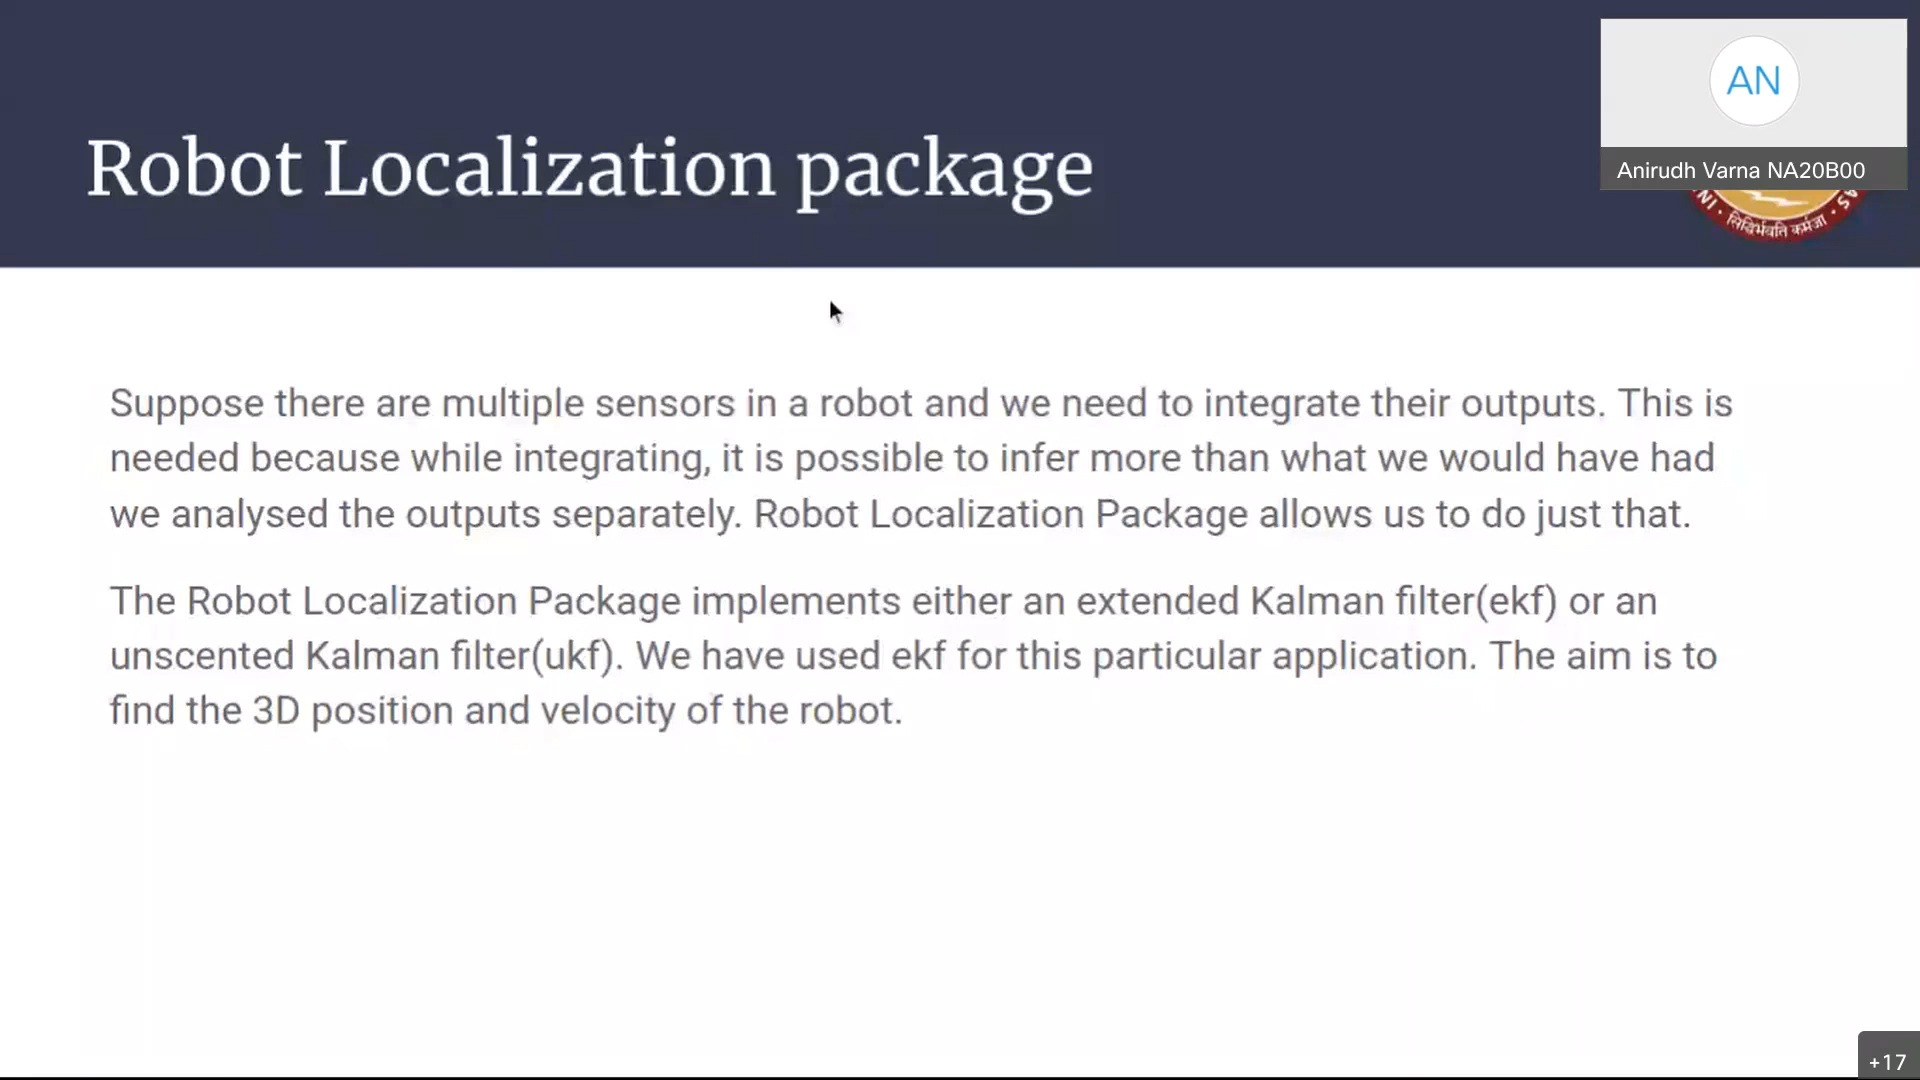 AN
Anirudh Varna NA20B00
Robot Localization package
सिद्धिर्भवति कर्मजा
Suppose there are multiple sensors in a robot and we need to integrate their outputs. This is
needed because while integrating, it is possible to infer more than what we would have had
we analysed the outputs separately. Robot Localization Package allows us to do just that.
The Robot Localization Package implements either an extended Kalman filter(ekf) or an
unscented Kalman filter(ukf). We have used ekf for this particular application. The aim is to
find the 3D position and velocity of the robot.
+17